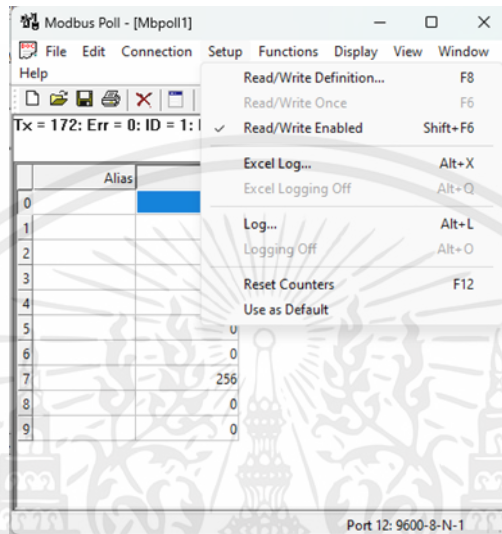 Modbus Poll - [Mbpoll1]
File Edit Connection Setup Functions Display View Window
Help
Tx = 172: Err = 0: ID = 1:
Alias
0
1
2
3
4
5 0
6 0
7 256
8 0
9 0
Read/Write Definition... F8
Read/Write Once F6
Read/Write Enabled Shift+F6
Excel Log... Alt+X
Excel Logging Off Alt+Q
Log... Alt+L
Logging Off Alt+O
Reset Counters F12
Use as Default
Port 12: 9600-8-N-1